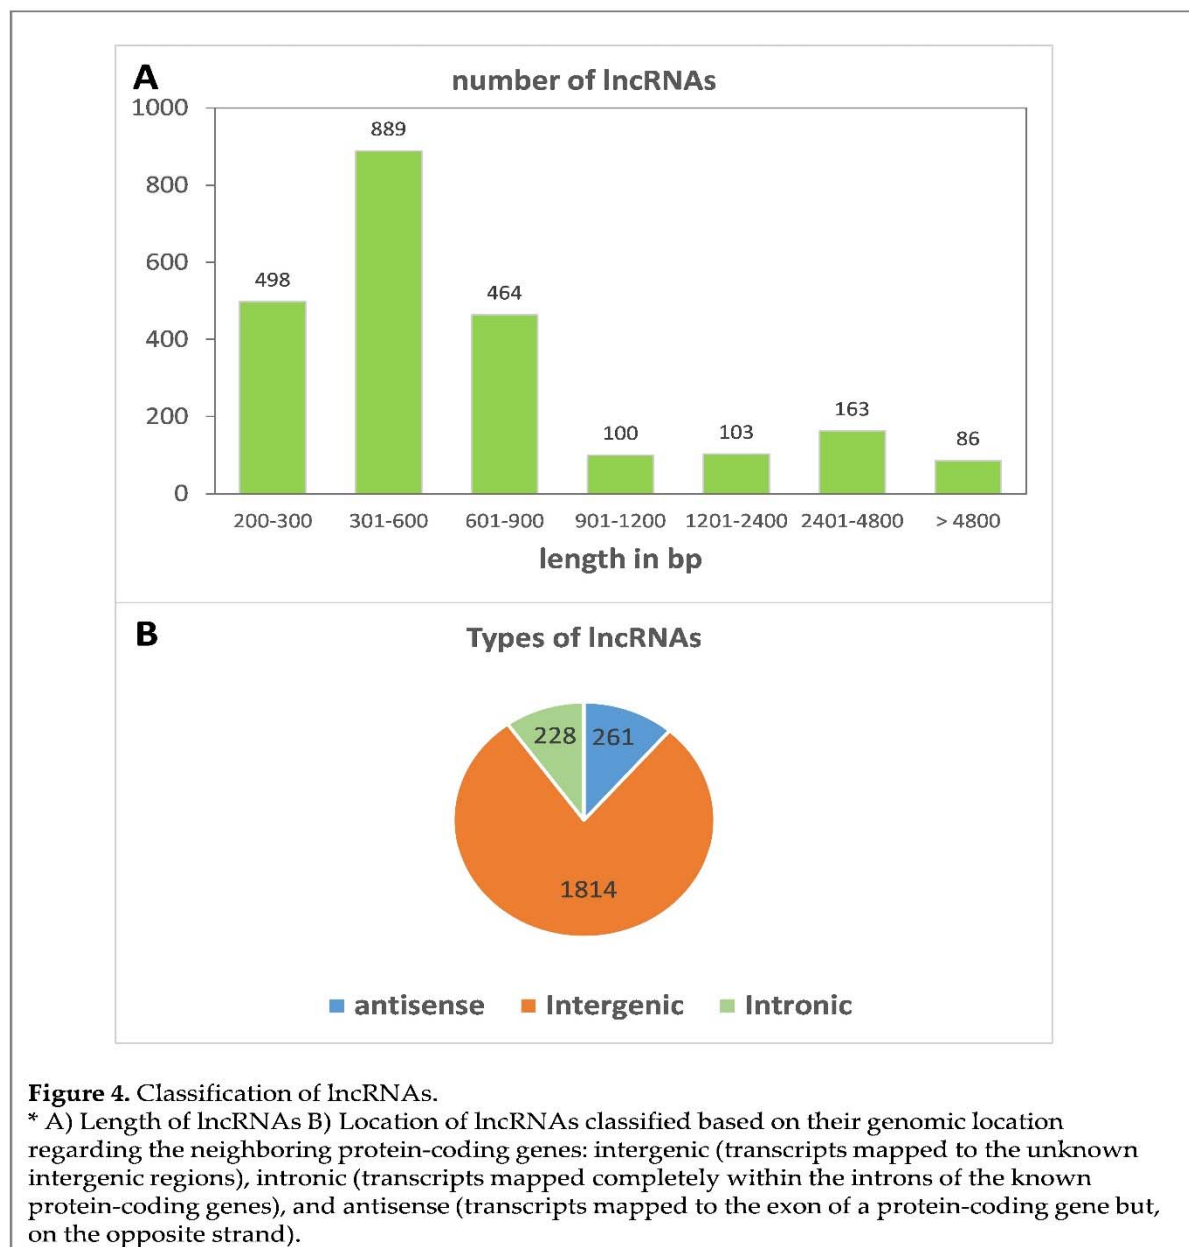 A
number of lncRNAs
1000
800
600
400
200
0
498
889
464
100
103
163
86
200-300 301-600 601-900 901-1200 1201-2400 2401-4800 > 4800
length in bp
B
Types of lncRNAs
228 261
1814
antisense Intergenic Intronic
Figure 4. Classification of lncRNAs.
* A) Length of lncRNAs B) Location of lncRNAs classified based on their genomic location
regarding the neighboring protein-coding genes: intergenic (transcripts mapped to the unknown
intergenic regions), intronic (transcripts mapped completely within the introns of the known
protein-coding genes), and antisense (transcripts mapped to the exon of a protein-coding gene but,
on the opposite strand).